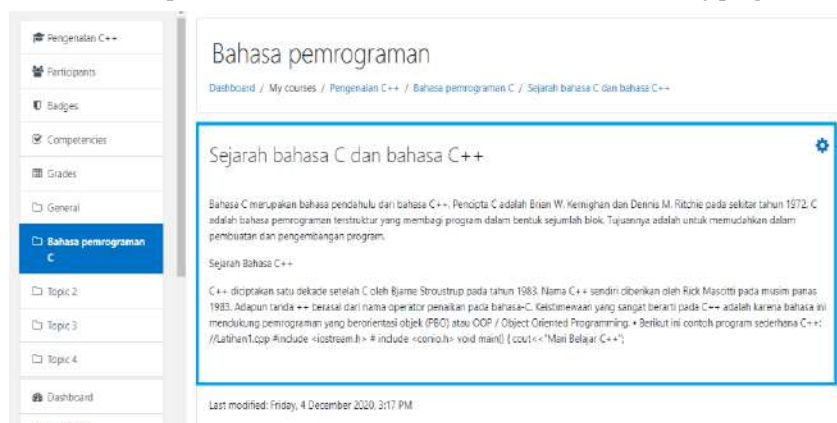 Pengenalan C++
Participants
Badges
Competencies
Grades
General
Bahasa pemrograman
C
Topic 2
Topic 3
Topic 4
Dashboard
Bahasa pemrograman
Dashboard / My courses / Pengenalan C++ / Bahasa pemrograman C / Sejarah bahasa C dan bahasa C++
Sejarah bahasa C dan bahasa C++
Bahasa C merupakan bahasa pendahulu dari bahasa C++. Pencipta C adalah Brian W. Kernighan dan Dennis M. Ritchie pada sekitar tahun 1972. C
adalah bahasa pemrograman terstruktur yang membagi program dalam bentuk sejumlah blok. Tujuannya adalah untuk memudahkan dalam
pembuatan dan pengembangan program.
Sejarah Bahasa C++
C++ diciptakan satu dekade setelah C oleh Bjarne Stroustrup pada tahun 1983. Nama C++ sendiri diberikan oleh Rick Mascitti pada musim panas
1983. Adapun tanda ++ berasal dari nama operator penaikan pada bahasa-C. Keistimewaan yang sangat berarti pada C++ adalah karena bahasa ini
mendukung pemrograman yang berorientasi objek (PBO) atau OOP / Object Oriented Programming. • Berikut ini contoh program sederhana C++:
//Latihan1.cpp #include <iostream.h> # include <conio.h> void main() { cout<<"Mari Belajar C++";
Last modified: Friday, 4 December 2020, 3:17 PM